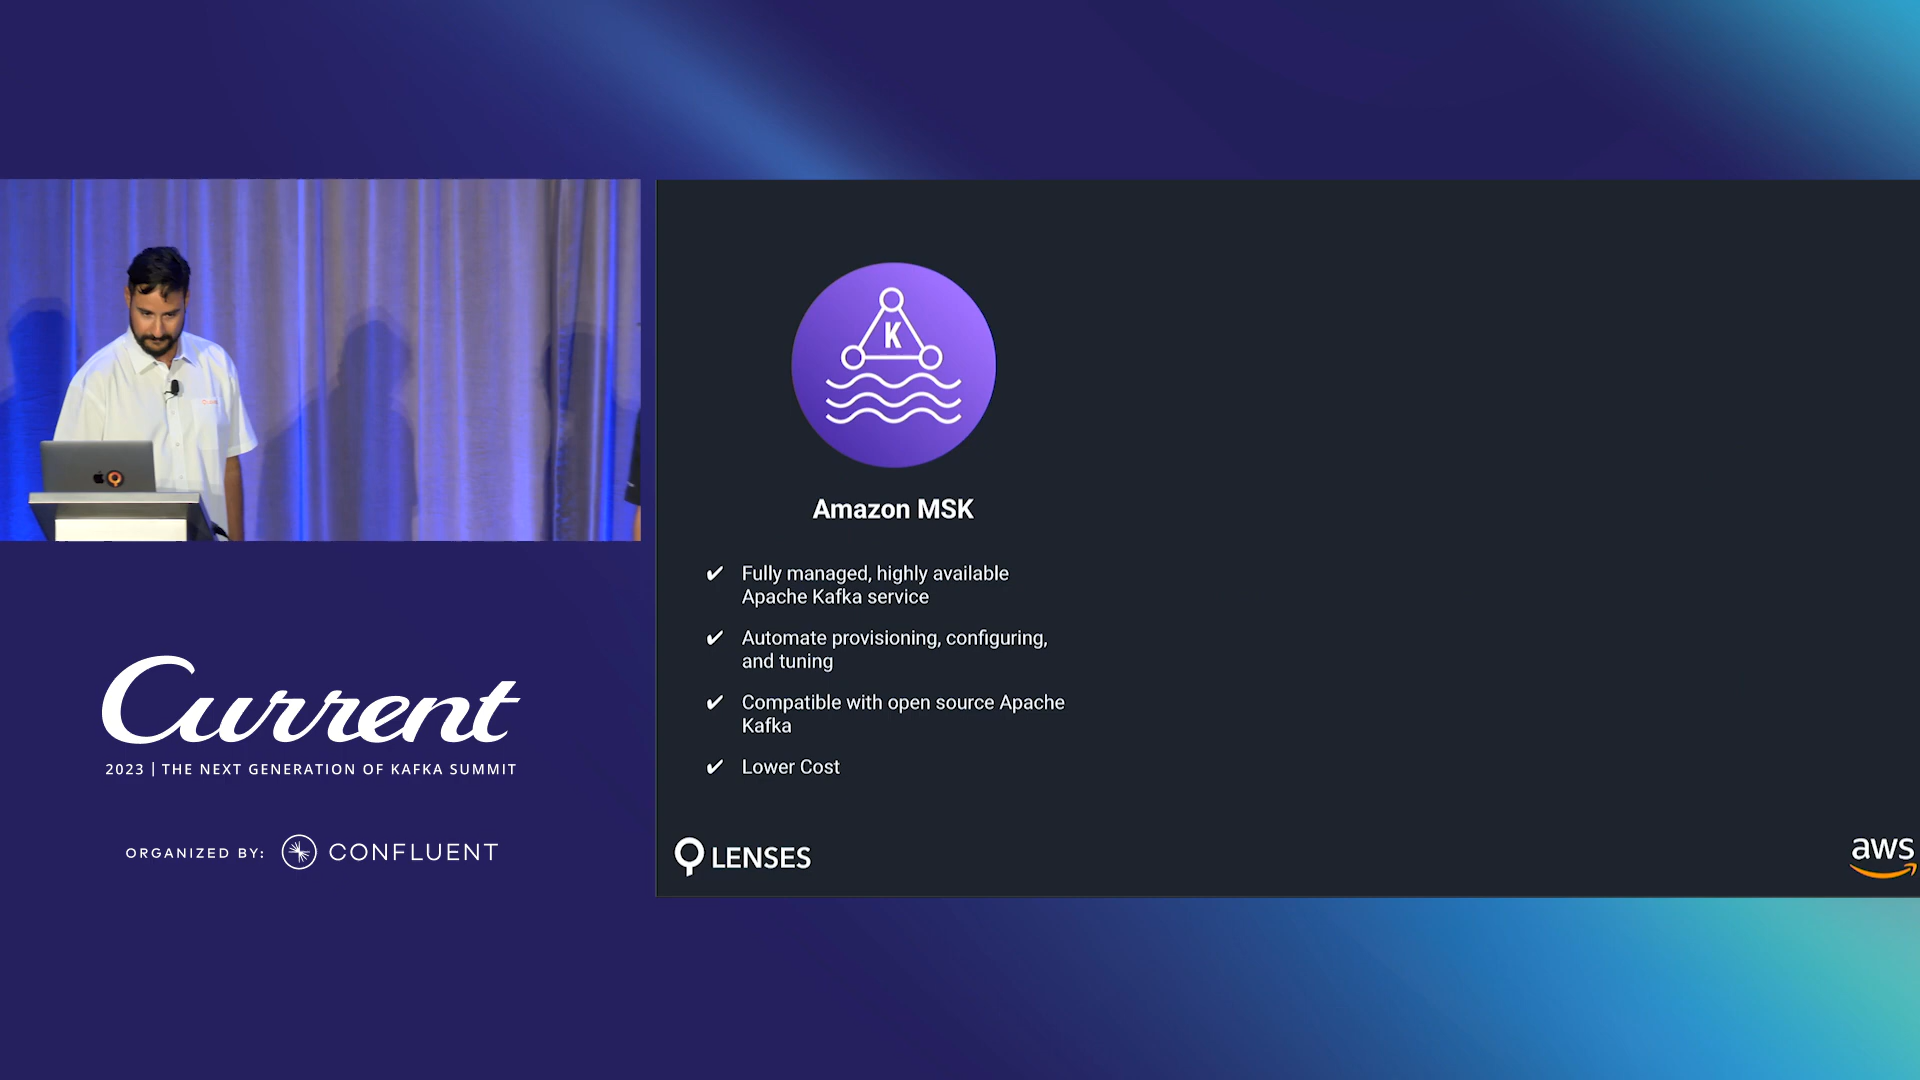 K
Amazon MSK
✔ Fully managed, highly available
Apache Kafka service
✔ Automate provisioning, configuring,
and tuning
✔ Compatible with open source Apache
Kafka
✔ Lower Cost
LENSES
aws
Current
2023 | THE NEXT GENERATION OF KAFKA SUMMIT
ORGANIZED BY: CONFLUENT